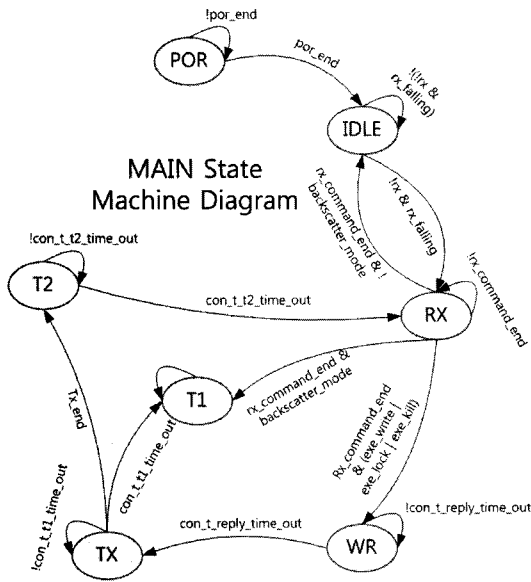 !por_end
POR
por_end
!(!rx &
rx_falling)
IDLE
MAIN State
Machine Diagram
rx_command_end & !
backscatter_mode
!rx & rx_falling
!rx_command_end
!con_t_t2_time_out
T2
con_t_t2_time_out
RX
T1
rx_command_end &
backscatter_mode
Tx_end
con_t_t1_time_out
Rx_command_end
& (exe_write |
exe_lock | exe_kill)
!con_t_t1_time_out
TX
con_t_reply_time_out
WR
!con_t_reply_time_out